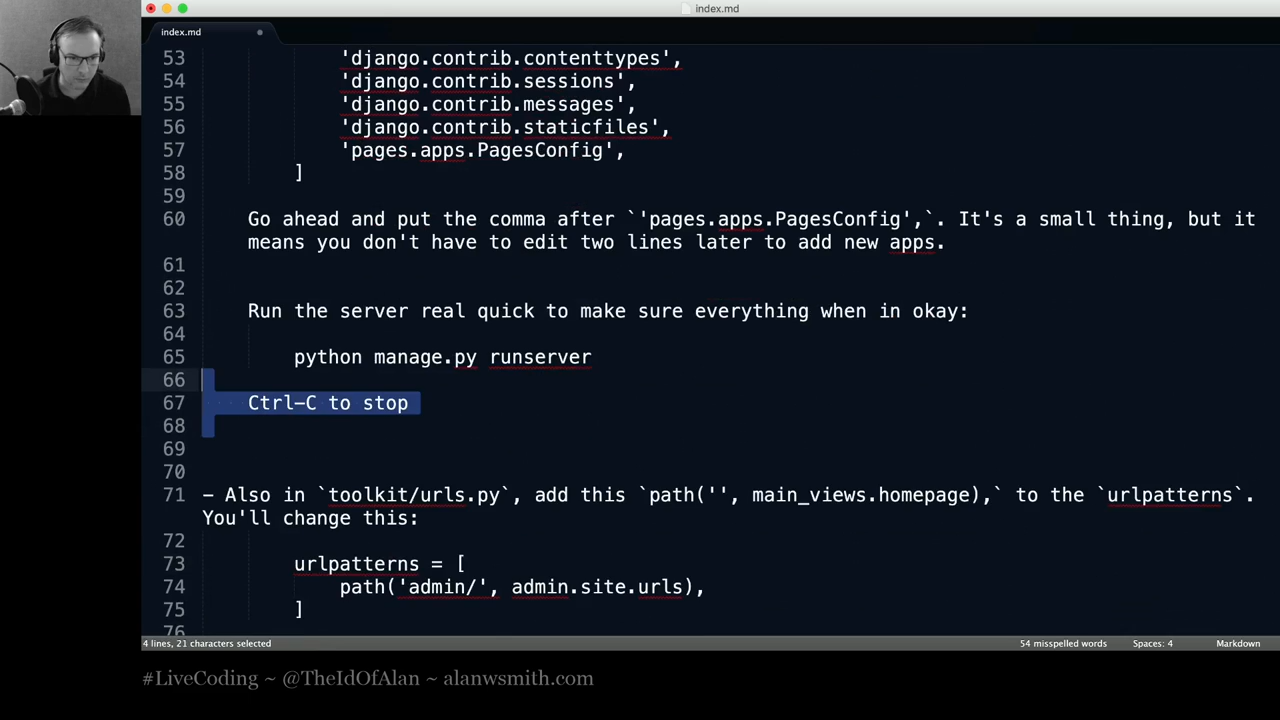 index.md
index.md
53 'django.contrib.contenttypes',
54 'django.contrib.sessions',
55 'django.contrib.messages',
56 'django.contrib.staticfiles',
57 'pages.apps.PagesConfig',
58 ]
59
60 Go ahead and put the comma after `'pages.apps.PagesConfig',`. It's a small thing, but it
means you don't have to edit two lines later to add new apps.
61
62
63 Run the server real quick to make sure everything when in okay:
64
65 python manage.py runserver
66
67 Ctrl-C to stop
68
69
70
71 - Also in `toolkit/urls.py`, add this `path('', main_views.homepage),` to the `urlpatterns`.
You'll change this:
72
73 urlpatterns = [
74 path('admin/', admin.site.urls),
75 ]
76
4 lines, 21 characters selected 54 misspelled words Spaces: 4 Markdown
#LiveCoding ~ @TheIdOfAlan ~ alanwsmith.com